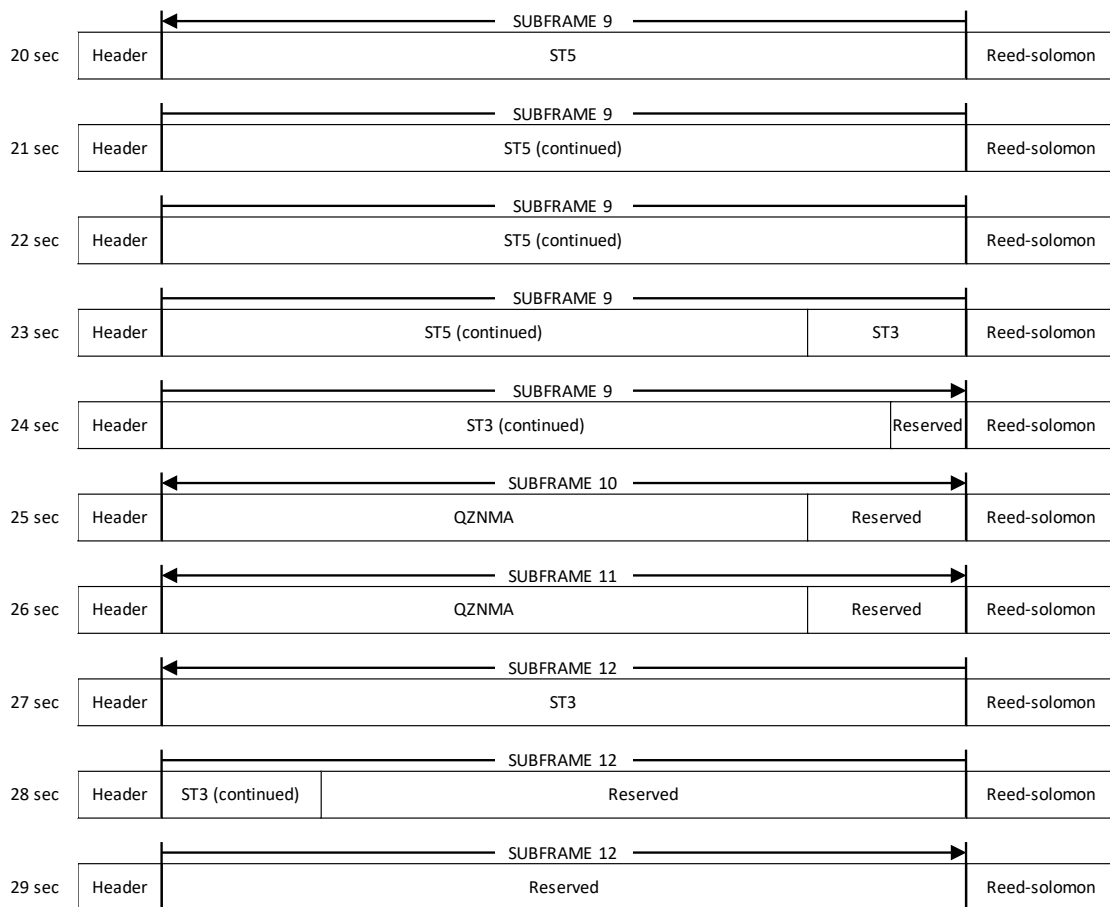 SUBFRAME 9
20 sec Header ST5 Reed-solomon
SUBFRAME 9
21 sec Header ST5 (continued) Reed-solomon
SUBFRAME 9
22 sec Header ST5 (continued) Reed-solomon
SUBFRAME 9
23 sec Header ST5 (continued) ST3 Reed-solomon
SUBFRAME 9
24 sec Header ST3 (continued) Reserved Reed-solomon
SUBFRAME 10
25 sec Header QZNMA Reserved Reed-solomon
SUBFRAME 11
26 sec Header QZNMA Reserved Reed-solomon
SUBFRAME 12
27 sec Header ST3 Reed-solomon
SUBFRAME 12
28 sec Header ST3 (continued) Reserved Reed-solomon
SUBFRAME 12
29 sec Header Reserved Reed-solomon